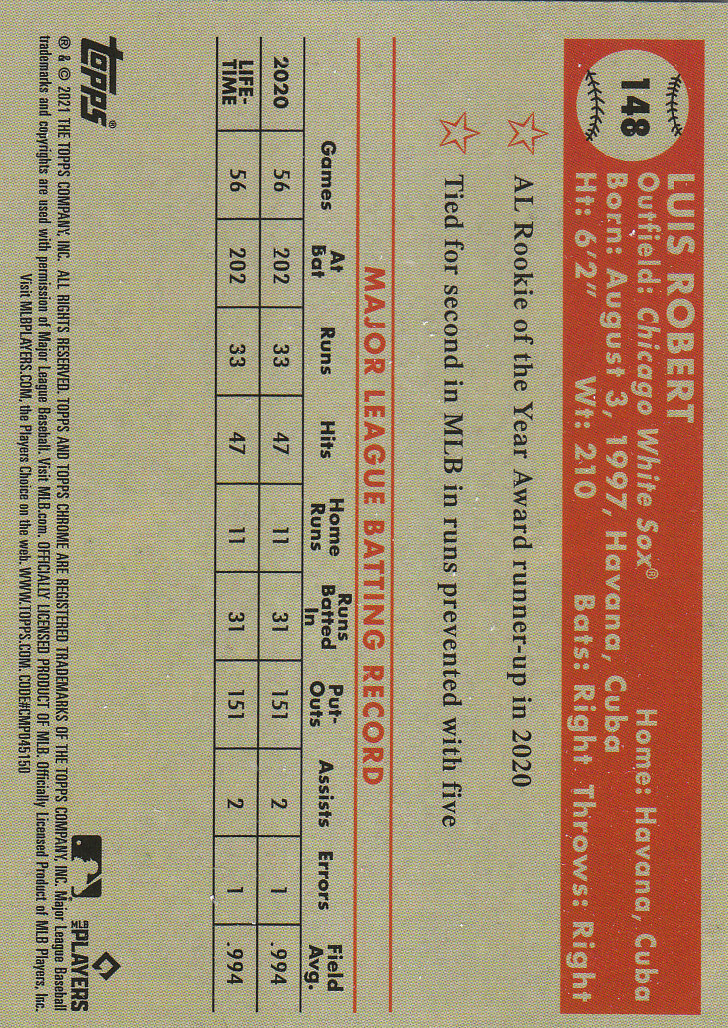 148
LUIS ROBERT
Outfield: Chicago White Sox® Home: Havana, Cuba
Born: August 3, 1997, Havana, Cuba
Ht: 6'2" Wt: 210 Bats: Right Throws: Right
AL Rookie of the Year Award runner-up in 2020
Tied for second in MLB in runs prevented with five
MAJOR LEAGUE BATTING RECORD
Games At Bat Runs Hits Home Runs Runs Batted In Put-Outs Assists Errors Field Avg.
2020 56 202 33 47 11 31 151 2 1 .994
LIFE-TIME 56 202 33 47 11 31 151 2 1 .994
topps®
MLB PLAYERS
® & © 2021 THE TOPPS COMPANY, INC. ALL RIGHTS RESERVED. TOPPS AND TOPPS CHROME ARE REGISTERED TRADEMARKS OF THE TOPPS COMPANY, INC. Major League Baseball
trademarks and copyrights are used with permission of Major League Baseball. Visit MLB.com. OFFICIALLY LICENSED PRODUCT OF MLB. Officially Licensed Product of MLB Players, Inc.
Visit MLBPLAYERS.COM, the Players Choice on the web. WWW.TOPPS.COM. CODE#CMP045150